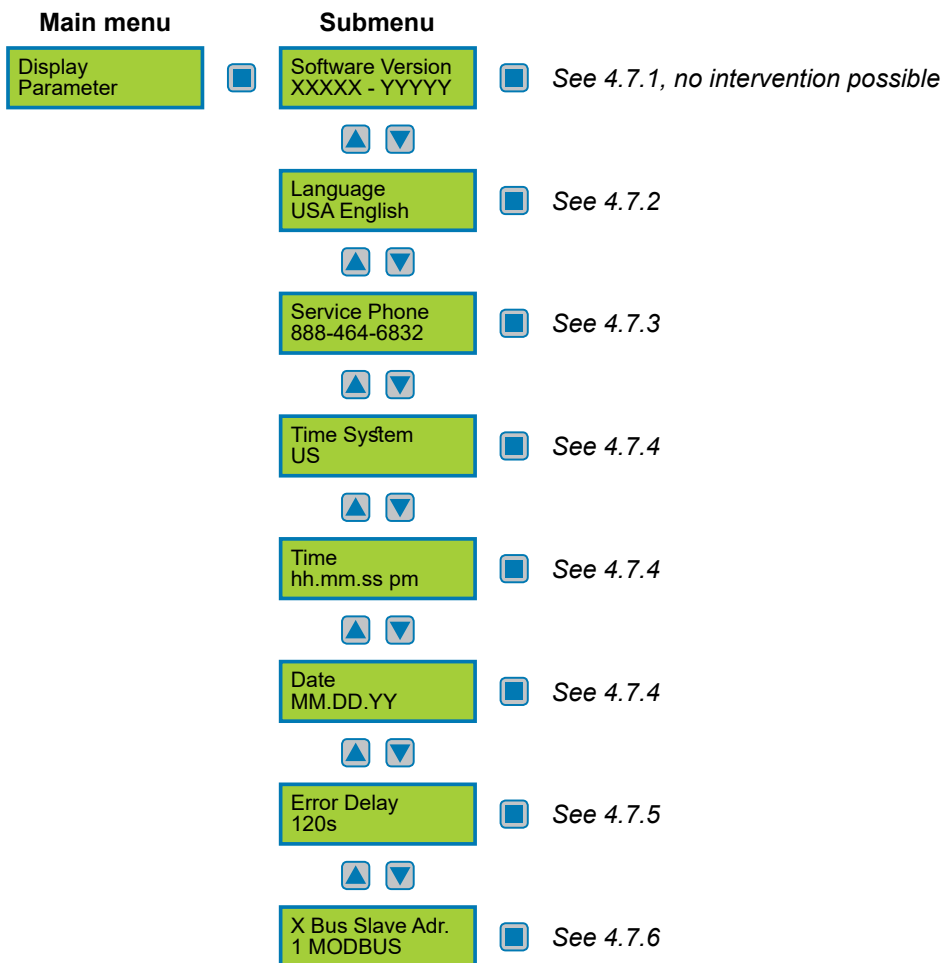 Main menu
Submenu
Display
Parameter
Software Version
XXXXX - YYYYY
See 4.7.1, no intervention possible
Language
USA English
See 4.7.2
Service Phone
888-464-6832
See 4.7.3
Time System
US
See 4.7.4
Time
hh.mm.ss pm
See 4.7.4
Date
MM.DD.YY
See 4.7.4
Error Delay
120s
See 4.7.5
X Bus Slave Adr.
1 MODBUS
See 4.7.6